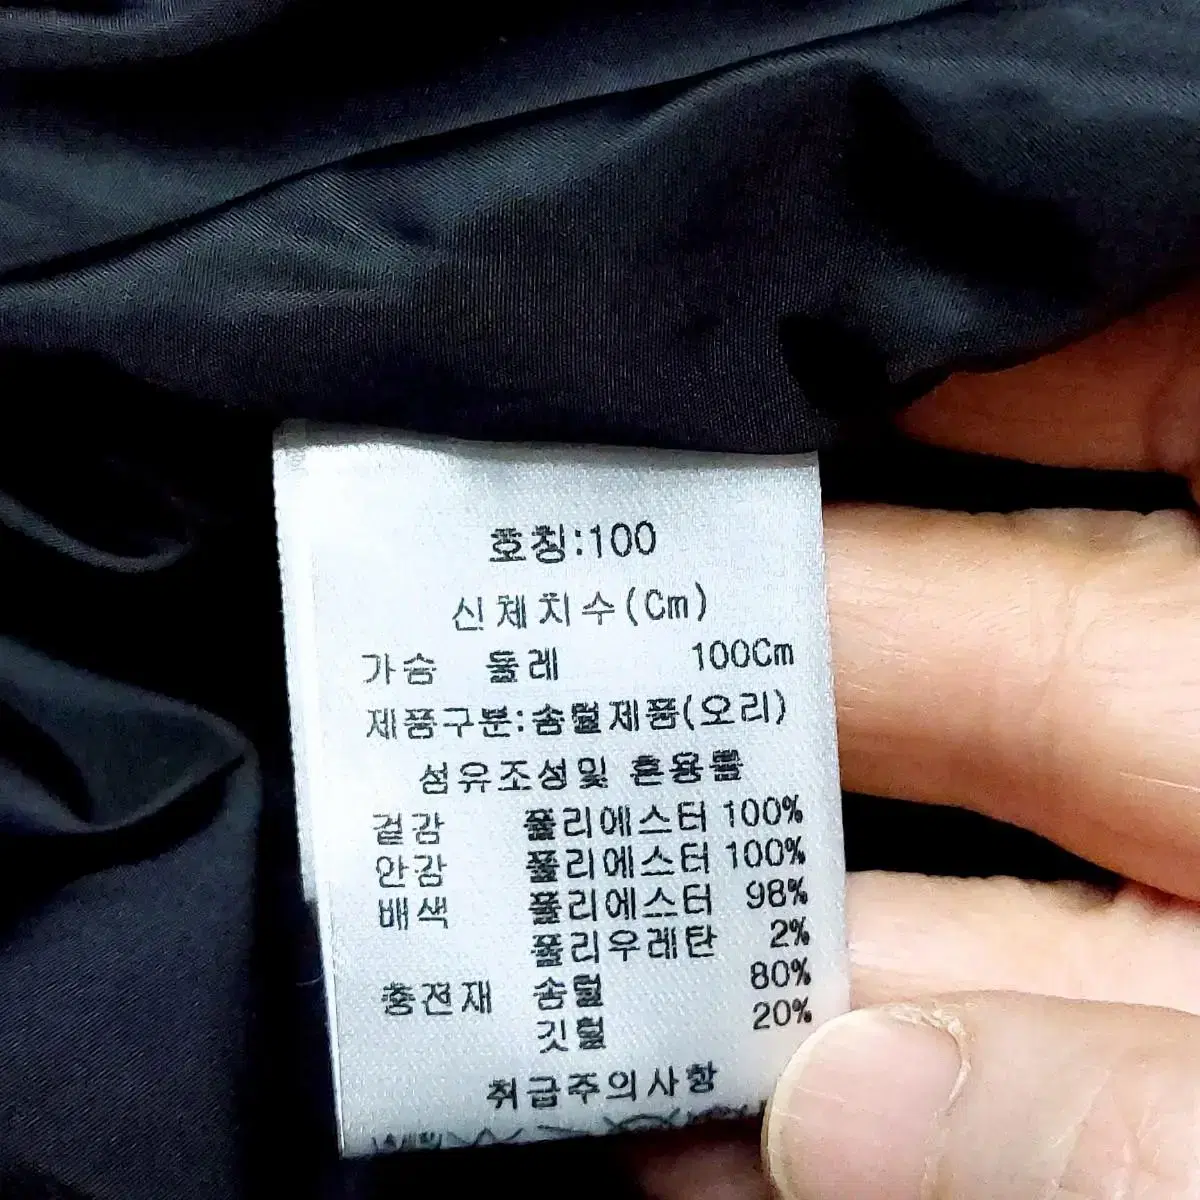 호칭:100
신체치수(Cm)
가슴 둘레 100Cm
제품구분:솜털제품(오리)
섬유조성및 혼용률
겉감 폴리에스터 100%
안감 폴리에스터 100%
배색 폴리에스터 98%
폴리우레탄 2%
충전재 솜털 80%
깃털 20%
취급주의사항